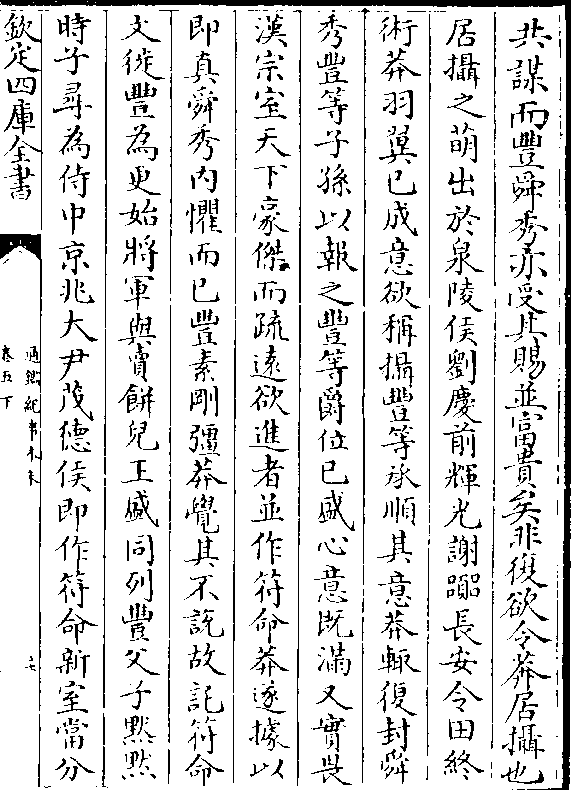 共謀而豐舜秀亦受其賜並富貴矣非復欲令莽居攝也
居攝之萌出於泉陵侯劉慶前輝光謝嚻長安令田終
術莽羽翼已成意欲稱攝豐等承順其意莽輒復封舜
秀豐等子孫以報之豐等爵位已盛心意既滿又實畏
漢宗室天下豪傑而疏遠欲進者並作符命莽遂據以
即真舜秀內懼而已豐素剛彊莽覺其不說故託符命
文徙豐為更始將軍與賣餅兒王盛同列豐父子黙黙
時子尋為侍中京兆大尹茂德侯即作符命新室當分
欽定四庫全書
通鑑紀事本末
卷五下